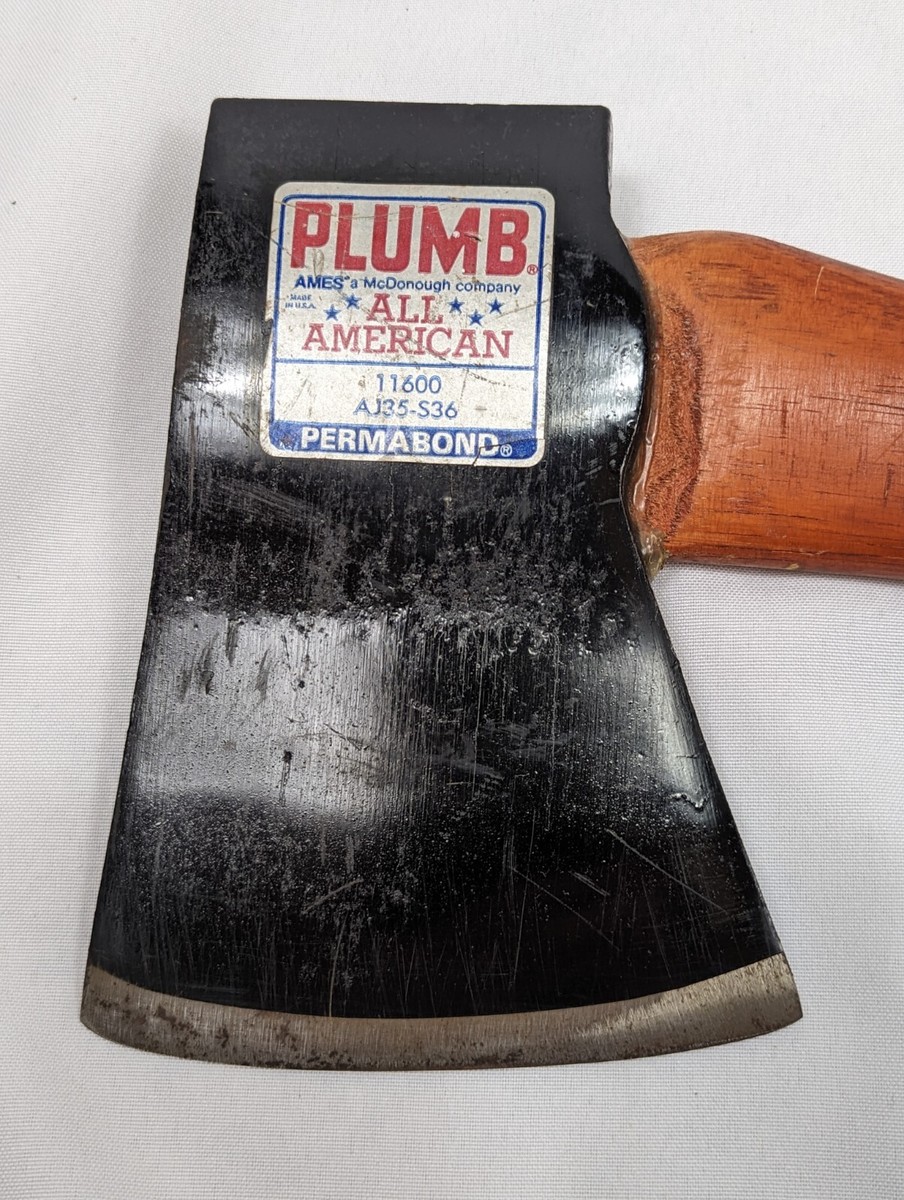 PLUMB®
AMES® a McDonough company
MADE
IN U.S.A.
ALL
AMERICAN
11600
AJ35-S36
PERMABOND®